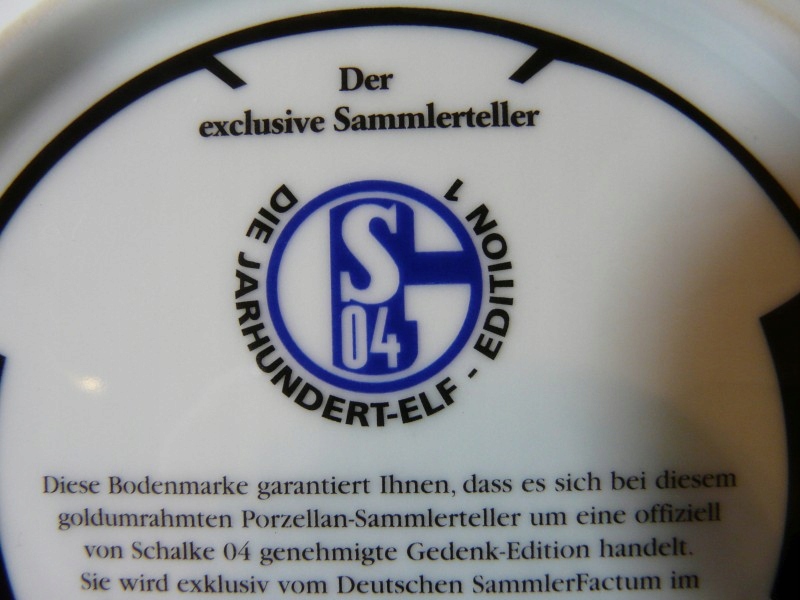 Der
exclusive Sammlerteller
DIE JARHUNDERT-ELF - EDITION 1
S
04
Diese Bodenmarke garantiert Ihnen, dass es sich bei diesem
goldumrahmten Porzellan-Sammlerteller um eine offiziell
von Schalke 04 genehmigte Gedenk-Edition handelt.
Sie wird exklusiv vom Deutschen SammlerFactum im